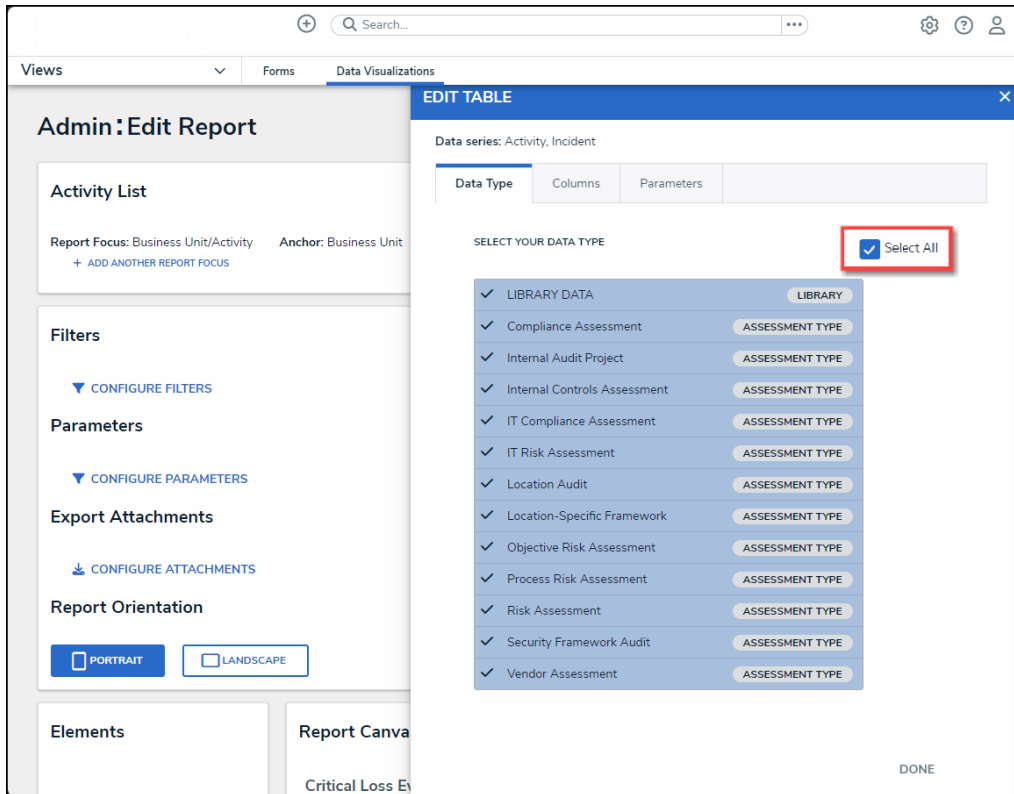 Search...
Views
Forms
Data Visualizations
Admin:Edit Report
Activity List
Report Focus: Business Unit/Activity Anchor: Business Unit
+ ADD ANOTHER REPORT FOCUS
Filters
CONFIGURE FILTERS
Parameters
CONFIGURE PARAMETERS
Export Attachments
CONFIGURE ATTACHMENTS
Report Orientation
PORTRAIT
LANDSCAPE
Elements
Report Canva
Critical Loss Ev
EDIT TABLE
Data series: Activity, Incident
Data Type Columns Parameters
SELECT YOUR DATA TYPE
Select All
LIBRARY DATA LIBRARY
Compliance Assessment ASSESSMENT TYPE
Internal Audit Project ASSESSMENT TYPE
Internal Controls Assessment ASSESSMENT TYPE
IT Compliance Assessment ASSESSMENT TYPE
IT Risk Assessment ASSESSMENT TYPE
Location Audit ASSESSMENT TYPE
Location-Specific Framework ASSESSMENT TYPE
Objective Risk Assessment ASSESSMENT TYPE
Process Risk Assessment ASSESSMENT TYPE
Risk Assessment ASSESSMENT TYPE
Security Framework Audit ASSESSMENT TYPE
Vendor Assessment ASSESSMENT TYPE
DONE